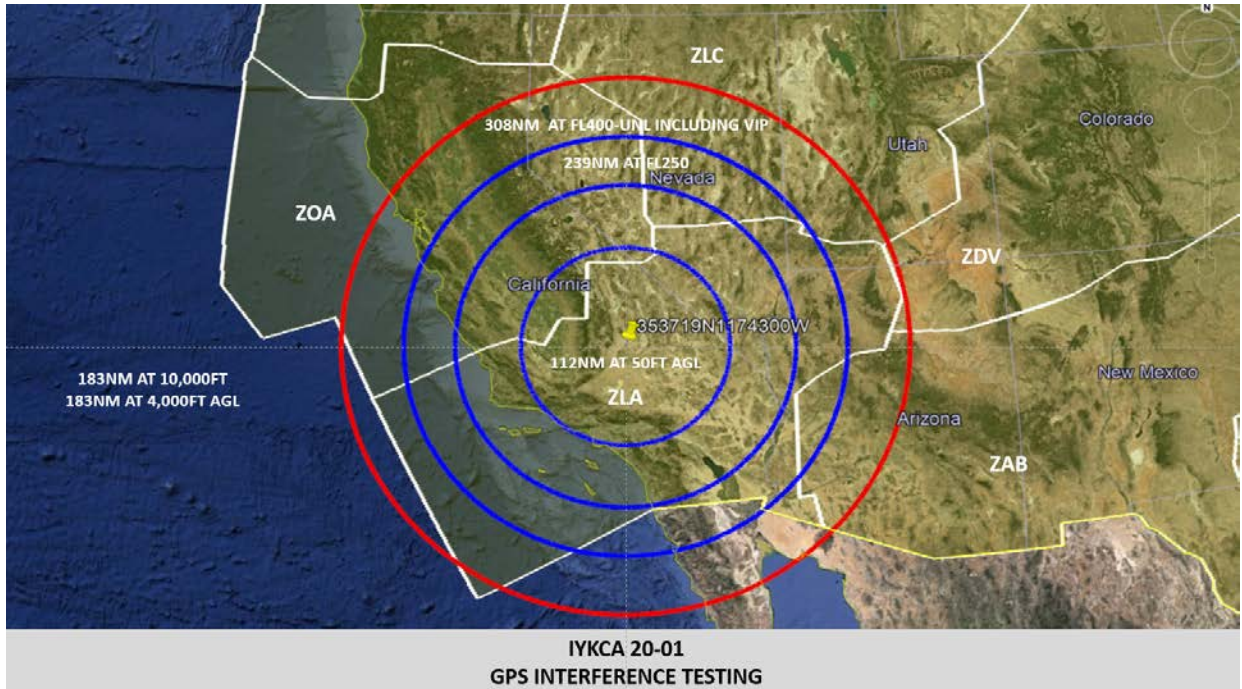 N
ZLC
308NM AT FL400-UNL INCLUDING VIP
Colorado
Utah
239NM AT FL250
Nevada
ZOA
ZDV
California
353719N1174300W
112NM AT 50FT AGL
New Mexico
183NM AT 10,000FT
183NM AT 4,000FT AGL
ZLA
Arizona
ZAB
IYKCA 20-01
GPS INTERFERENCE TESTING